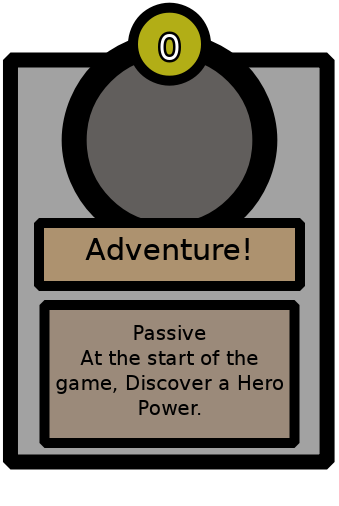 0
Adventure!
Passive
At the start of the
game, Discover a Hero
Power.